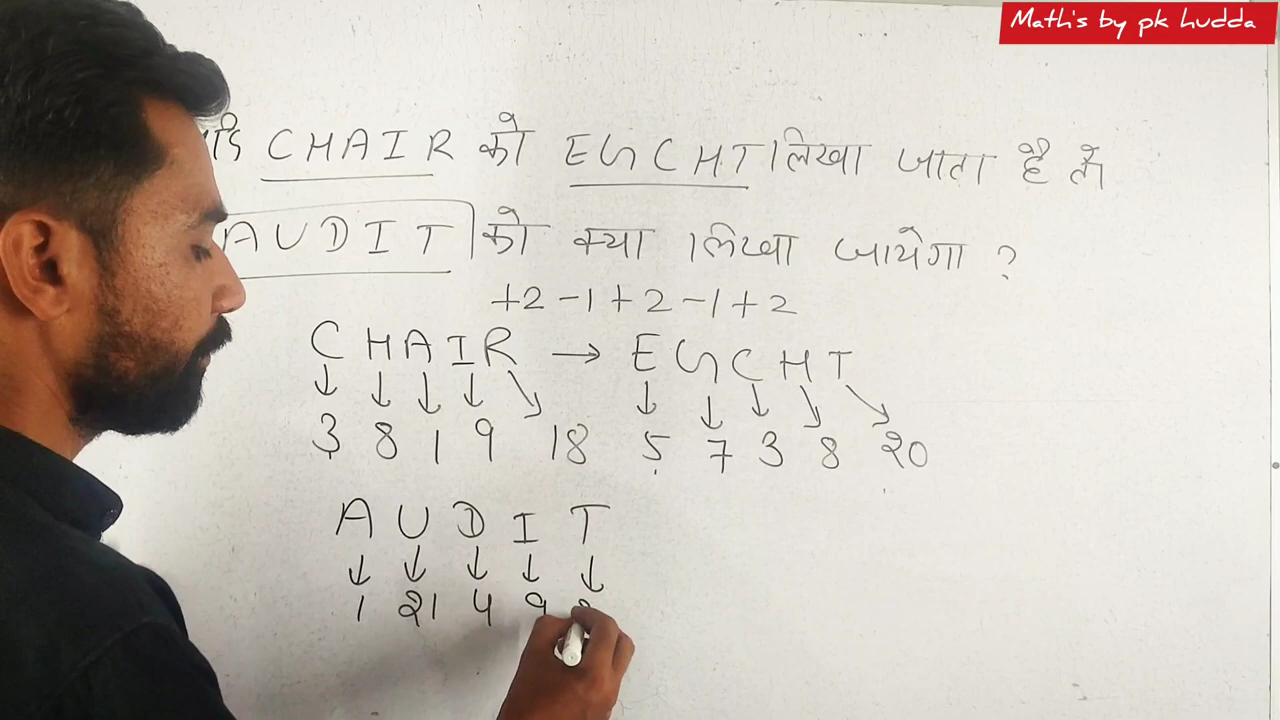 Math's by pk hudda
CHAIR को EGCHT लिखा जाता है तो
AUDIT को क्या लिखा जायेगा ?
+2 -1 +2 -1 +2
CHAIR → EGCHT
3 8 1 9 18 5 7 3 8 20
AUDIT
1 21 4 9